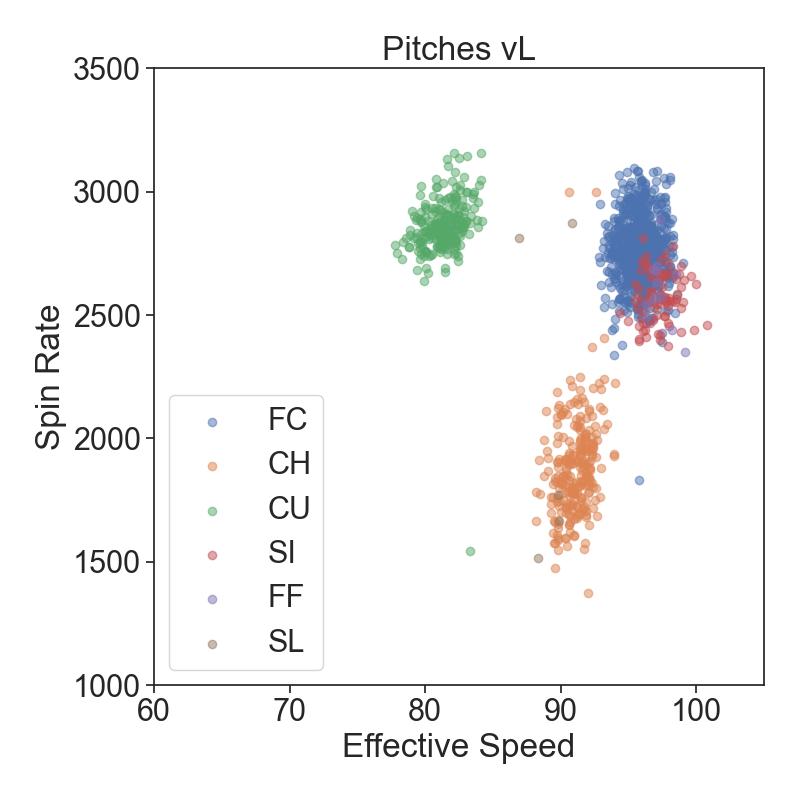 Pitches vL
3500
3000
2500
2000
1500
1000
Spin Rate
FC
CH
CU
SI
FF
SL
60 70 80 90 100
Effective Speed